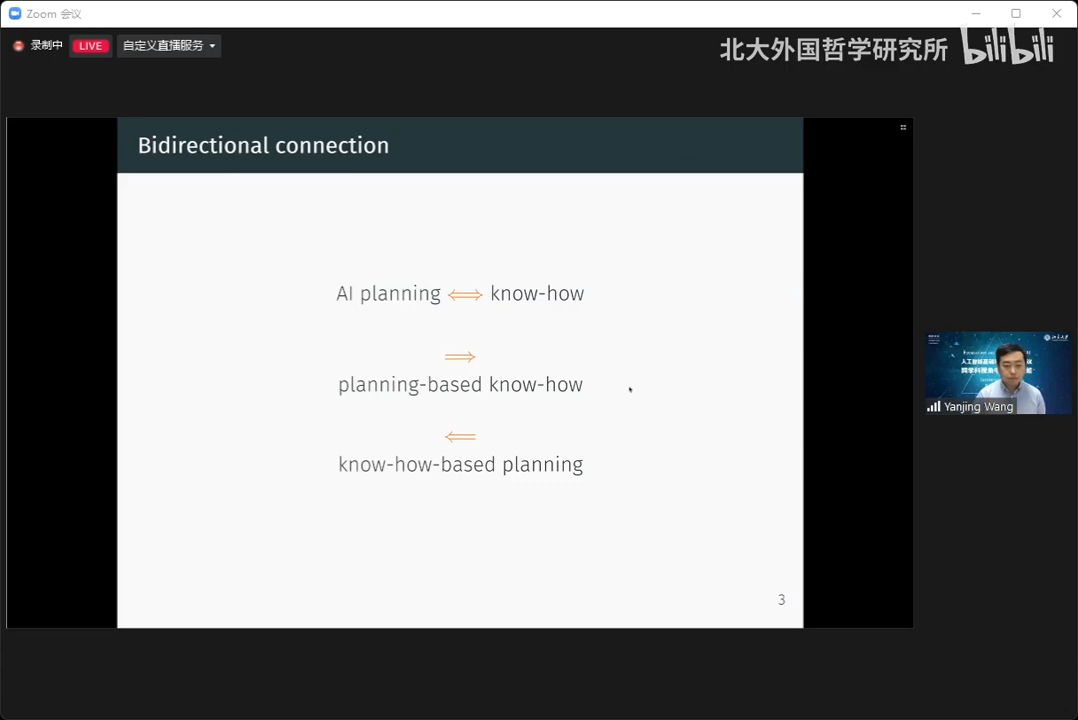 Zoom 会议
录制中 LIVE 自定义直播服务
北大外国哲学研究所 bilibili
Bidirectional connection
AI planning ⟺ know-how
⟹
planning-based know-how
⟸
know-how-based planning
3
Yanjing Wang